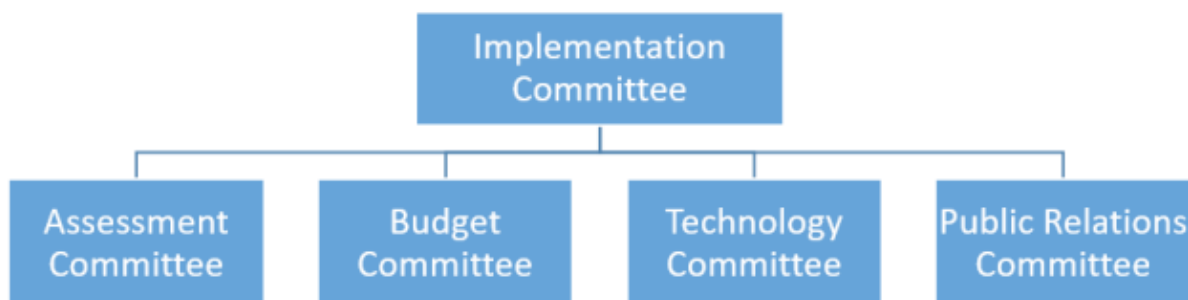 Implementation
Committee
Assessment
Committee
Budget
Committee
Technology
Committee
Public Relations
Committee